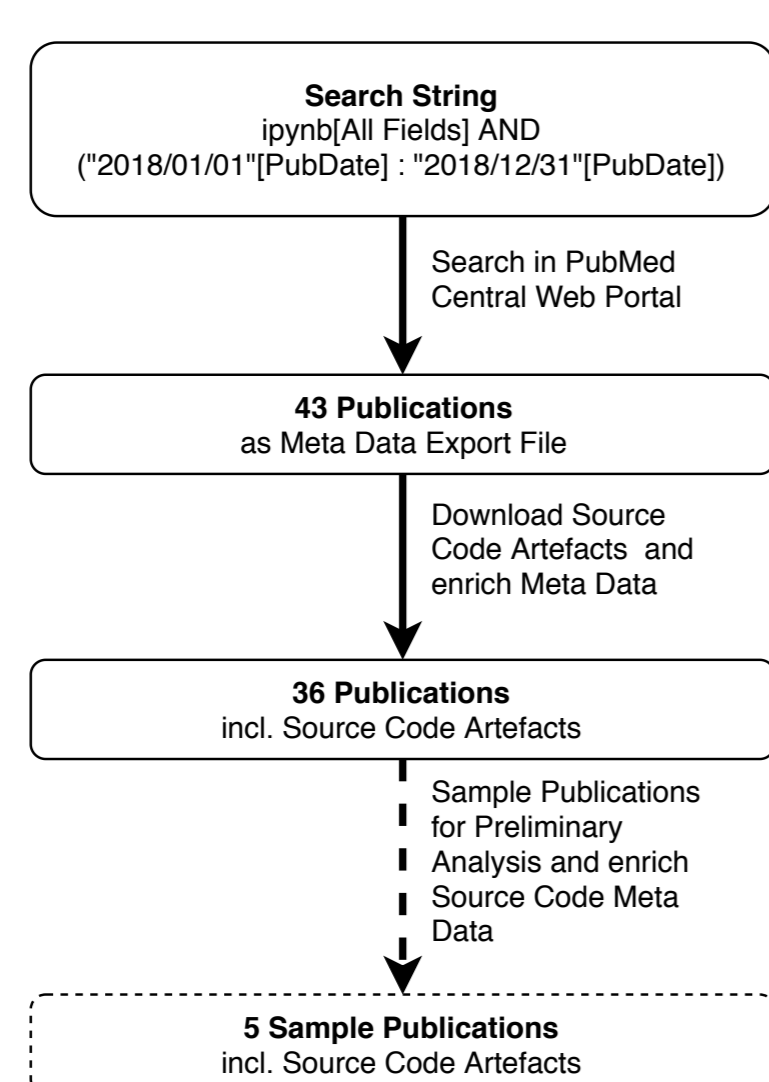 Search String
ipynb[All Fields] AND
("2018/01/01"[PubDate] : "2018/12/31"[PubDate])
Search in PubMed
Central Web Portal
43 Publications
as Meta Data Export File
Download Source
Code Artefacts and
enrich Meta Data
36 Publications
incl. Source Code Artefacts
Sample Publications
for Preliminary
Analysis and enrich
Source Code Meta
Data
5 Sample Publications
incl. Source Code Artefacts